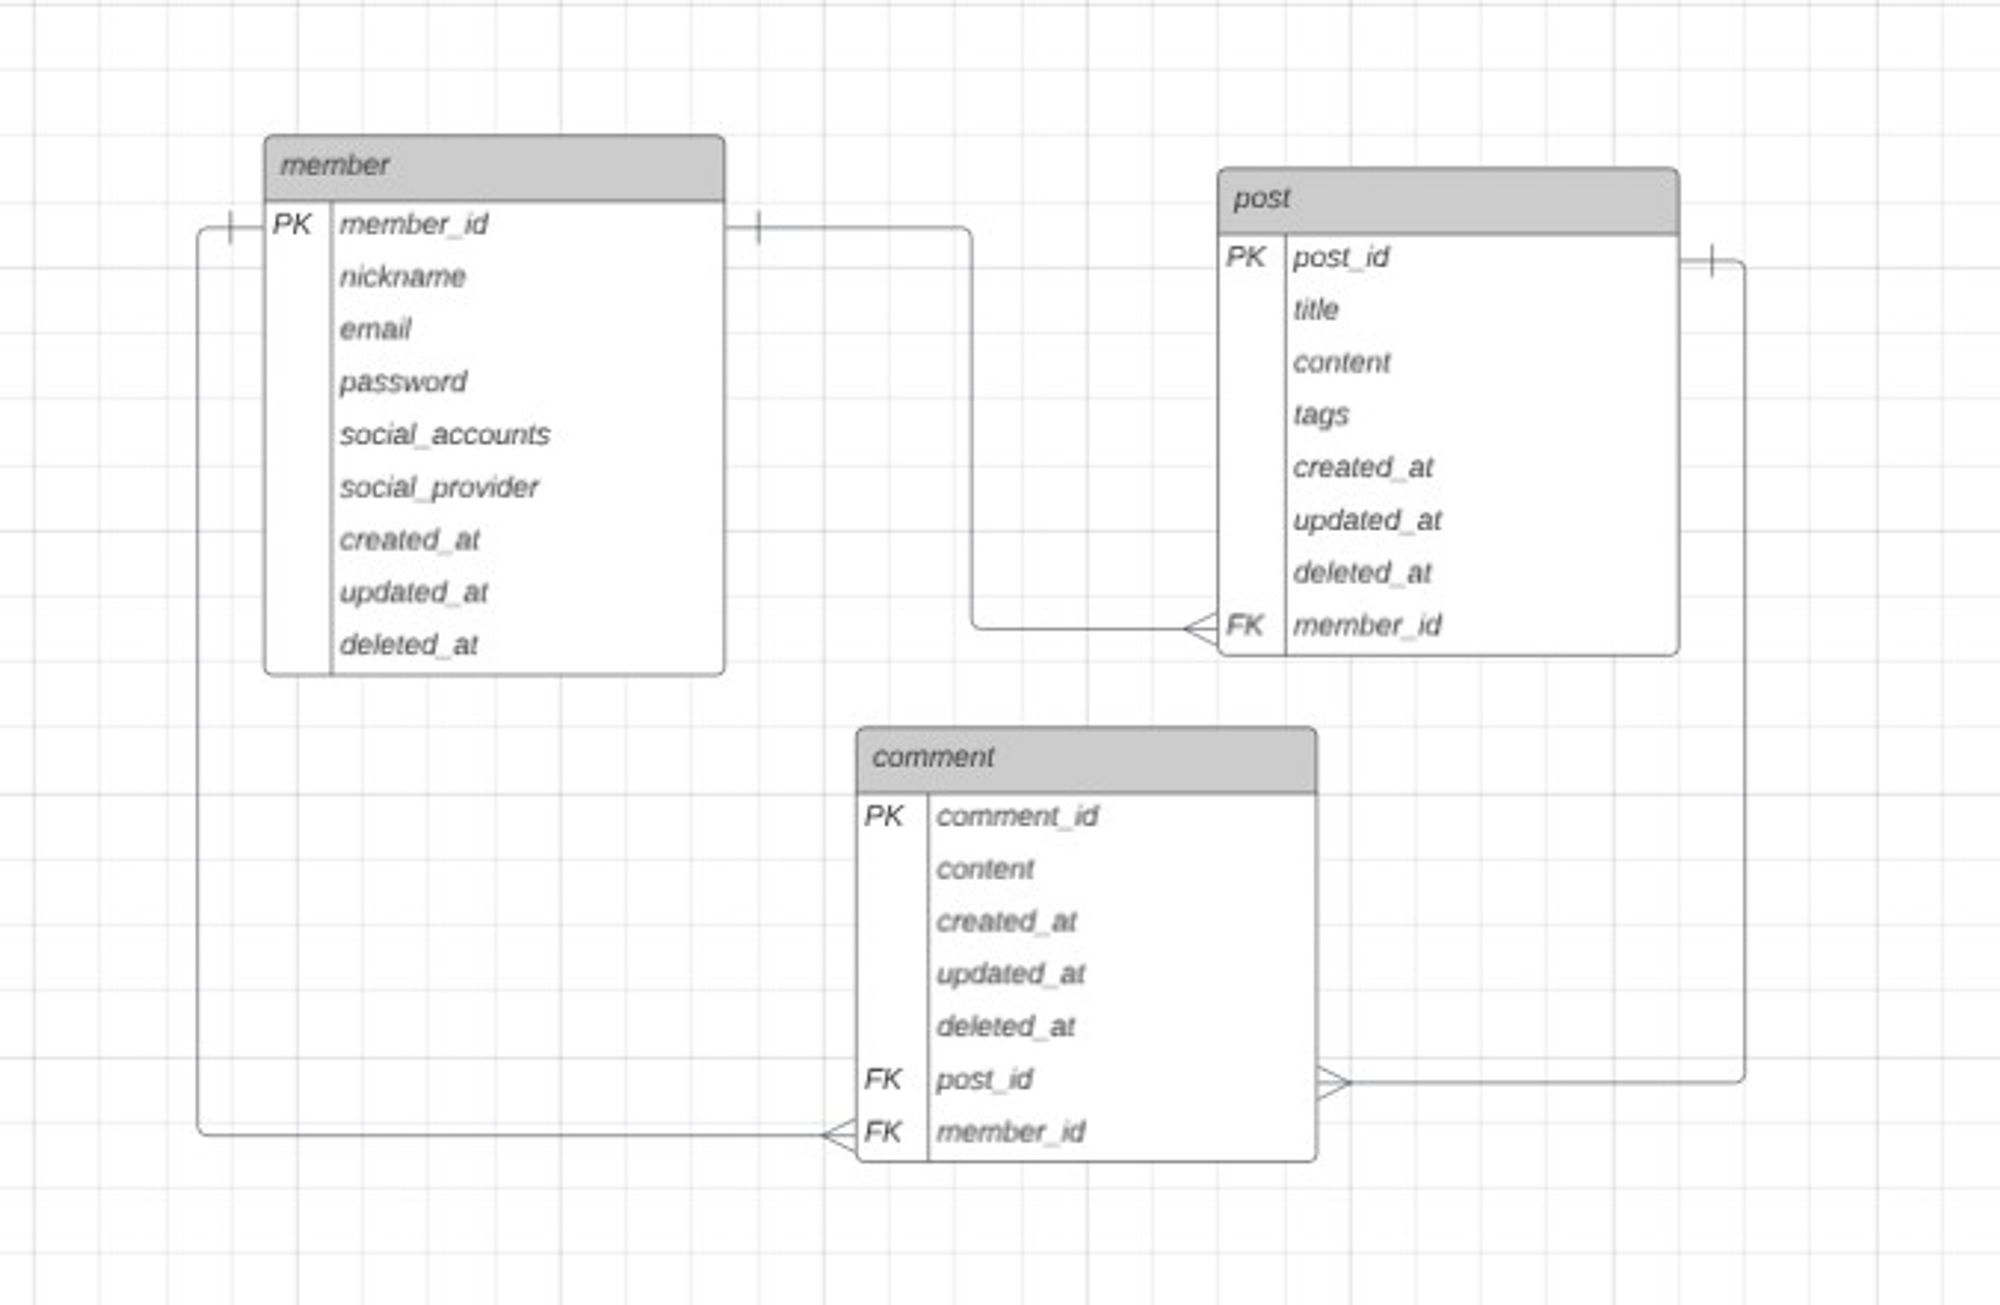 member
PK member_id
nickname
email
password
social_accounts
social_provider
created_at
updated_at
deleted_at
post
PK post_id
title
content
tags
created_at
updated_at
deleted_at
FK member_id
comment
PK comment_id
content
created_at
updated_at
deleted_at
FK post_id
FK member_id